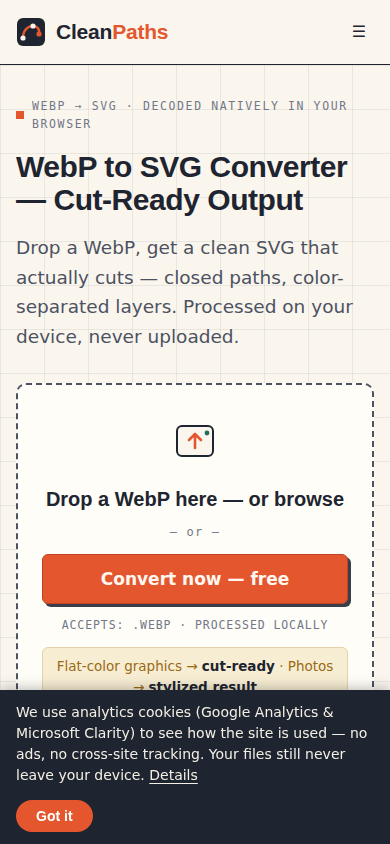 CleanPaths
☰
WEBP → SVG · DECODED NATIVELY IN YOUR
BROWSER
WebP to SVG Converter
— Cut-Ready Output
Drop a WebP, get a clean SVG that
actually cuts — closed paths, color-
separated layers. Processed on your
device, never uploaded.
Drop a WebP here — or browse
— or —
Convert now — free
ACCEPTS: .WEBP · PROCESSED LOCALLY
Flat-color graphics → cut-ready · Photos
→ stylized result
We use analytics cookies (Google Analytics &
Microsoft Clarity) to see how the site is used — no
ads, no cross-site tracking. Your files still never
leave your device. Details
Got it